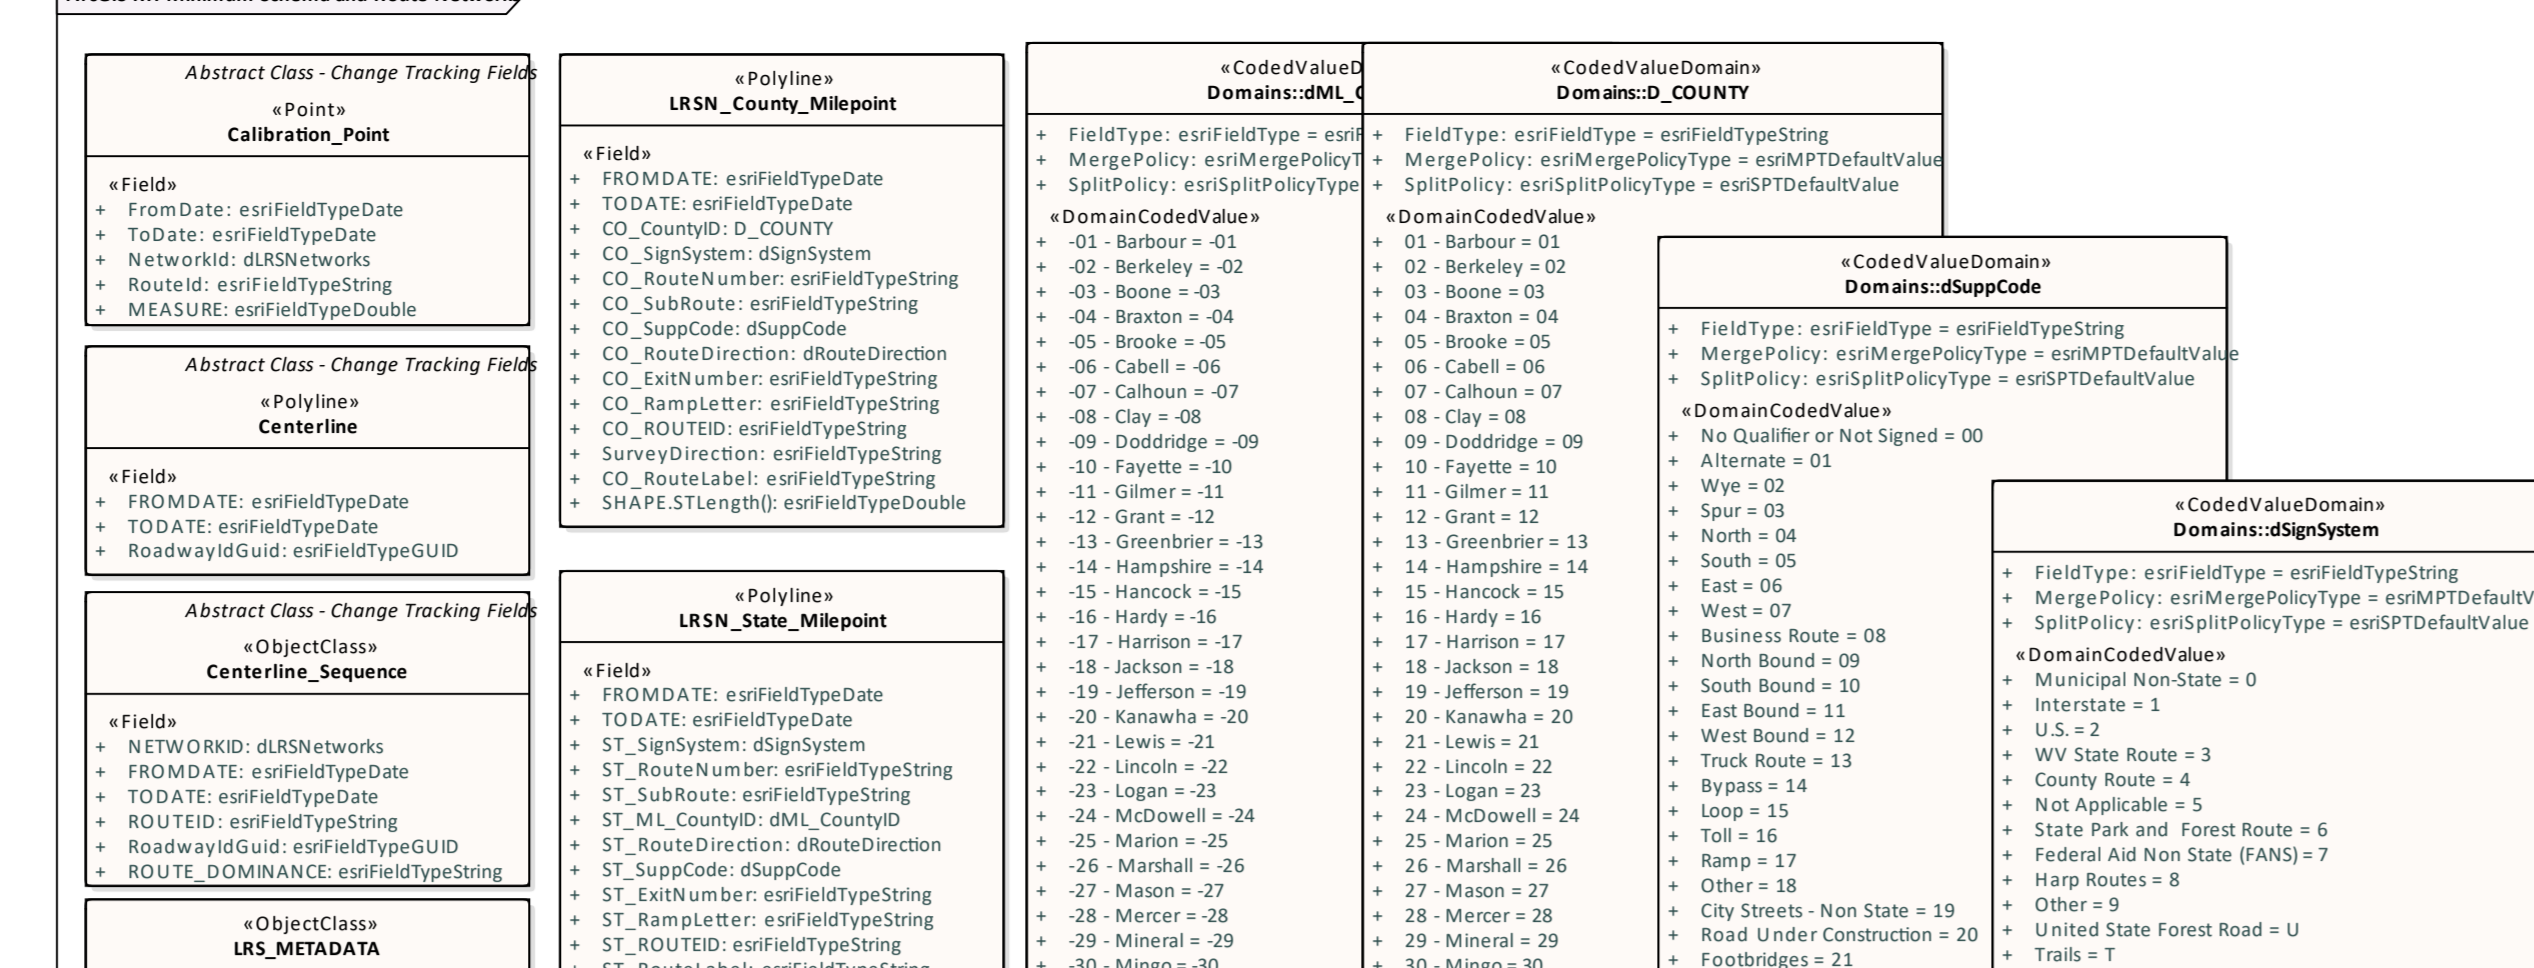 Abstract Class - Change Tracking Fields
«Point»
Calibration_Point
«Field»
+ FromDate: esriFieldTypeDate
+ ToDate: esriFieldTypeDate
+ NetworkId: dLRSNetworks
+ RouteId: esriFieldTypeString
+ MEASURE: esriFieldTypeDouble
Abstract Class - Change Tracking Fields
«Polyline»
Centerline
«Field»
+ FROMDATE: esriFieldTypeDate
+ TODATE: esriFieldTypeDate
+ RoadwayIdGuid: esriFieldTypeGUID
Abstract Class - Change Tracking Fields
«ObjectClass»
Centerline_Sequence
«Field»
+ NETWORKID: dLRSNetworks
+ FROMDATE: esriFieldTypeDate
+ TODATE: esriFieldTypeDate
+ ROUTEID: esriFieldTypeString
+ RoadwayIdGuid: esriFieldTypeGUID
+ ROUTE_DOMINANCE: esriFieldTypeString
«ObjectClass»
LRS_METADATA
«Polyline»
LRSN_County_Milepoint
«Field»
+ FROMDATE: esriFieldTypeDate
+ TODATE: esriFieldTypeDate
+ CO_CountyID: D_COUNTY
+ CO_SignSystem: dSignSystem
+ CO_RouteNumber: esriFieldTypeString
+ CO_SubRoute: esriFieldTypeString
+ CO_SuppCode: dSuppCode
+ CO_RouteDirection: dRouteDirection
+ CO_ExitNumber: esriFieldTypeString
+ CO_RampLetter: esriFieldTypeString
+ CO_ROUTEID: esriFieldTypeString
+ SurveyDirection: esriFieldTypeString
+ CO_RouteLabel: esriFieldTypeString
+ SHAPE.STLength(): esriFieldTypeDouble
«Polyline»
LRSN_State_Milepoint
«Field»
+ FROMDATE: esriFieldTypeDate
+ TODATE: esriFieldTypeDate
+ ST_SignSystem: dSignSystem
+ ST_RouteNumber: esriFieldTypeString
+ ST_SubRoute: esriFieldTypeString
+ ST_ML_CountyID: dML_CountyID
+ ST_RouteDirection: dRouteDirection
+ ST_SuppCode: dSuppCode
+ ST_ExitNumber: esriFieldTypeString
+ ST_RampLetter: esriFieldTypeString
+ ST_ROUTEID: esriFieldTypeString
+ ST_RouteLabel: esriFieldTypeString
«CodedValueD
Domains::dML_C
+ FieldType: esriFieldType = esriF
+ MergePolicy: esriMergePolicyT
+ SplitPolicy: esriSplitPolicyType
«DomainCodedValue»
+ -01 - Barbour = -01
+ -02 - Berkeley = -02
+ -03 - Boone = -03
+ -04 - Braxton = -04
+ -05 - Brooke = -05
+ -06 - Cabell = -06
+ -07 - Calhoun = -07
+ -08 - Clay = -08
+ -09 - Doddridge = -09
+ -10 - Fayette = -10
+ -11 - Gilmer = -11
+ -12 - Grant = -12
+ -13 - Greenbrier = -13
+ -14 - Hampshire = -14
+ -15 - Hancock = -15
+ -16 - Hardy = -16
+ -17 - Harrison = -17
+ -18 - Jackson = -18
+ -19 - Jefferson = -19
+ -20 - Kanawha = -20
+ -21 - Lewis = -21
+ -22 - Lincoln = -22
+ -23 - Logan = -23
+ -24 - McDowell = -24
+ -25 - Marion = -25
+ -26 - Marshall = -26
+ -27 - Mason = -27
+ -28 - Mercer = -28
+ -29 - Mineral = -29
+ -30 - Mingo = -30
«CodedValueDomain»
Domains::D_COUNTY
+ FieldType: esriFieldType = esriFieldTypeString
+ MergePolicy: esriMergePolicyType = esriMPTDefaultValue
+ SplitPolicy: esriSplitPolicyType = esriSPTDefaultValue
«DomainCodedValue»
+ 01 - Barbour = 01
+ 02 - Berkeley = 02
+ 03 - Boone = 03
+ 04 - Braxton = 04
+ 05 - Brooke = 05
+ 06 - Cabell = 06
+ 07 - Calhoun = 07
+ 08 - Clay = 08
+ 09 - Doddridge = 09
+ 10 - Fayette = 10
+ 11 - Gilmer = 11
+ 12 - Grant = 12
+ 13 - Greenbrier = 13
+ 14 - Hampshire = 14
+ 15 - Hancock = 15
+ 16 - Hardy = 16
+ 17 - Harrison = 17
+ 18 - Jackson = 18
+ 19 - Jefferson = 19
+ 20 - Kanawha = 20
+ 21 - Lewis = 21
+ 22 - Lincoln = 22
+ 23 - Logan = 23
+ 24 - McDowell = 24
+ 25 - Marion = 25
+ 26 - Marshall = 26
+ 27 - Mason = 27
+ 28 - Mercer = 28
+ 29 - Mineral = 29
+ 30 - Mingo = 30
«CodedValueDomain»
Domains::dSuppCode
+ FieldType: esriFieldType = esriFieldTypeString
+ MergePolicy: esriMergePolicyType = esriMPTDefaultValue
+ SplitPolicy: esriSplitPolicyType = esriSPTDefaultValue
«DomainCodedValue»
+ No Qualifier or Not Signed = 00
+ Alternate = 01
+ Wye = 02
+ Spur = 03
+ North = 04
+ South = 05
+ East = 06
+ West = 07
+ Business Route = 08
+ North Bound = 09
+ South Bound = 10
+ East Bound = 11
+ West Bound = 12
+ Truck Route = 13
+ Bypass = 14
+ Loop = 15
+ Toll = 16
+ Ramp = 17
+ Other = 18
+ City Streets - Non State = 19
+ Road Under Construction = 20
+ Footbridges = 21
«CodedValueDomain»
Domains::dSignSystem
+ FieldType: esriFieldType = esriFieldTypeString
+ MergePolicy: esriMergePolicyType = esriMPTDefaultV
+ SplitPolicy: esriSplitPolicyType = esriSPTDefaultValue
«DomainCodedValue»
+ Municipal Non-State = 0
+ Interstate = 1
+ U.S. = 2
+ WV State Route = 3
+ County Route = 4
+ Not Applicable = 5
+ State Park and Forest Route = 6
+ Federal Aid Non State (FANS) = 7
+ Harp Routes = 8
+ Other = 9
+ United State Forest Road = U
+ Trails = T